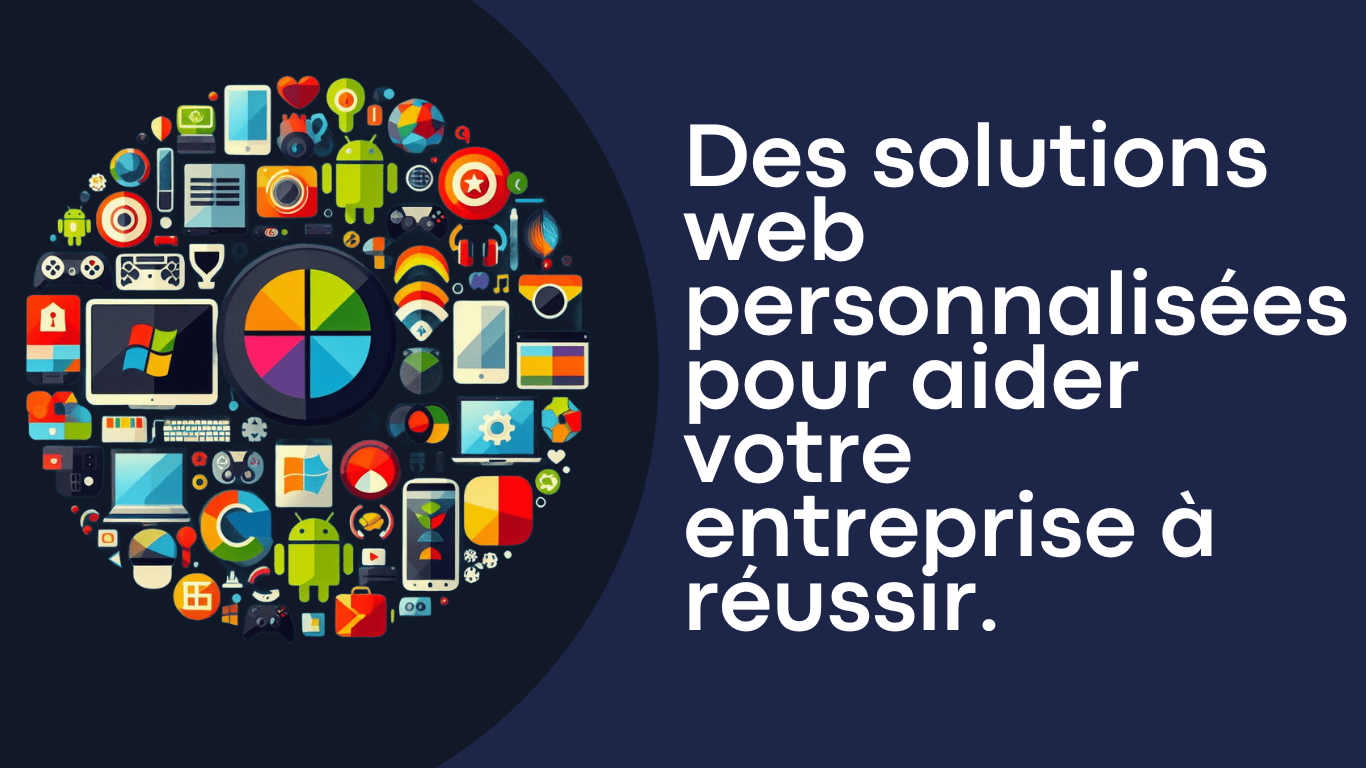 Des solutions
web
personnalisées
pour aider
votre
entreprise à
réussir.